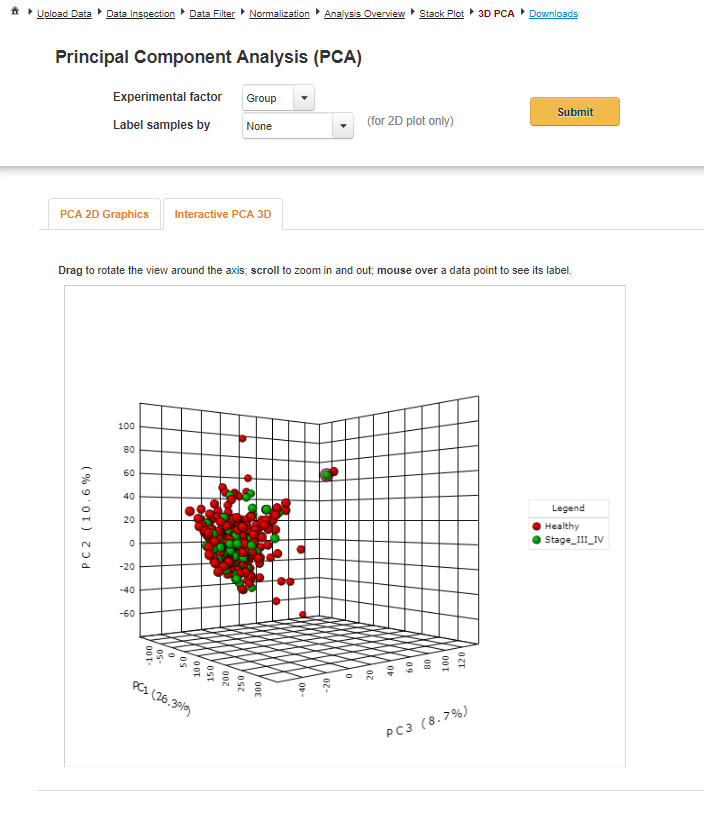 Upload Data Data Inspection Data Filter Normalization Analysis Overview Stack Plot 3D PCA Downloads
Principal Component Analysis (PCA)
Experimental factor Group
Label samples by None (for 2D plot only)
Submit
PCA 2D Graphics Interactive PCA 3D
Drag to rotate the view around the axis; scroll to zoom in and out; mouse over a data point to see its label.
PC2 (10.6%)
100
80
60
40
20
0
-20
-40
-60
-100 -50 0 50 100 150 200 250 300
PC1 (26.3%)
-40 -20 0 20 40 60 80 100 120
PC3 (8.7%)
Legend
Healthy
Stage_III_IV